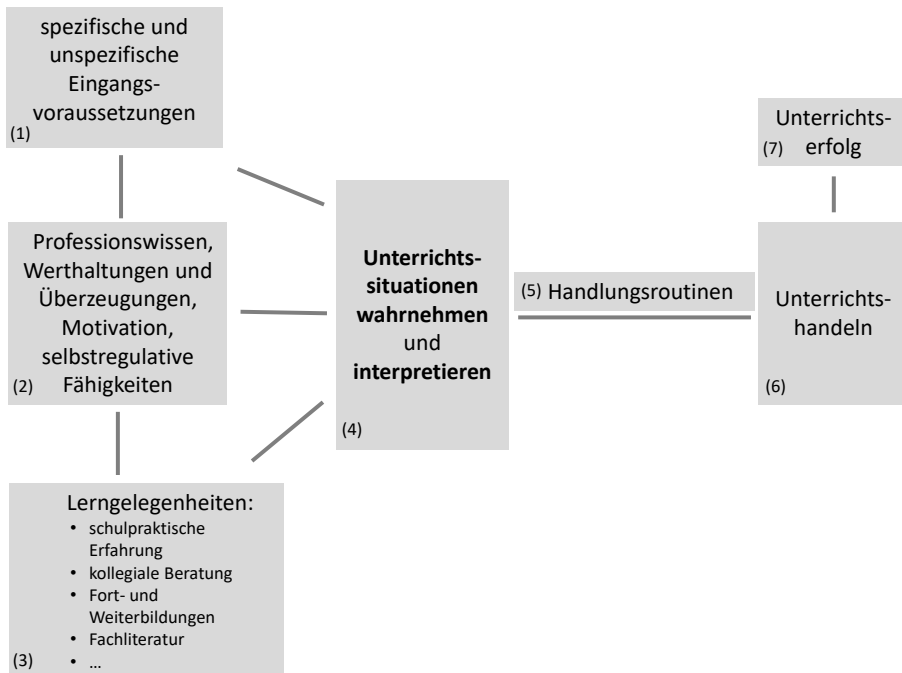 spezifische und
unspezifische
Eingangs-
voraussetzungen
(1)
Professionswissen,
Werthaltungen und
Überzeugungen,
Motivation,
selbstregulative
(2) Fähigkeiten
Lerngelegenheiten:
• schulpraktische
Erfahrung
• kollegiale Beratung
• Fort- und
Weiterbildungen
• Fachliteratur
(3) • ...
Unterrichts-
situationen
wahrnehmen
und
interpretieren
(4)
(5) Handlungsroutinen
Unterrichts-
handeln
(6)
Unterrichts-
(7) erfolg